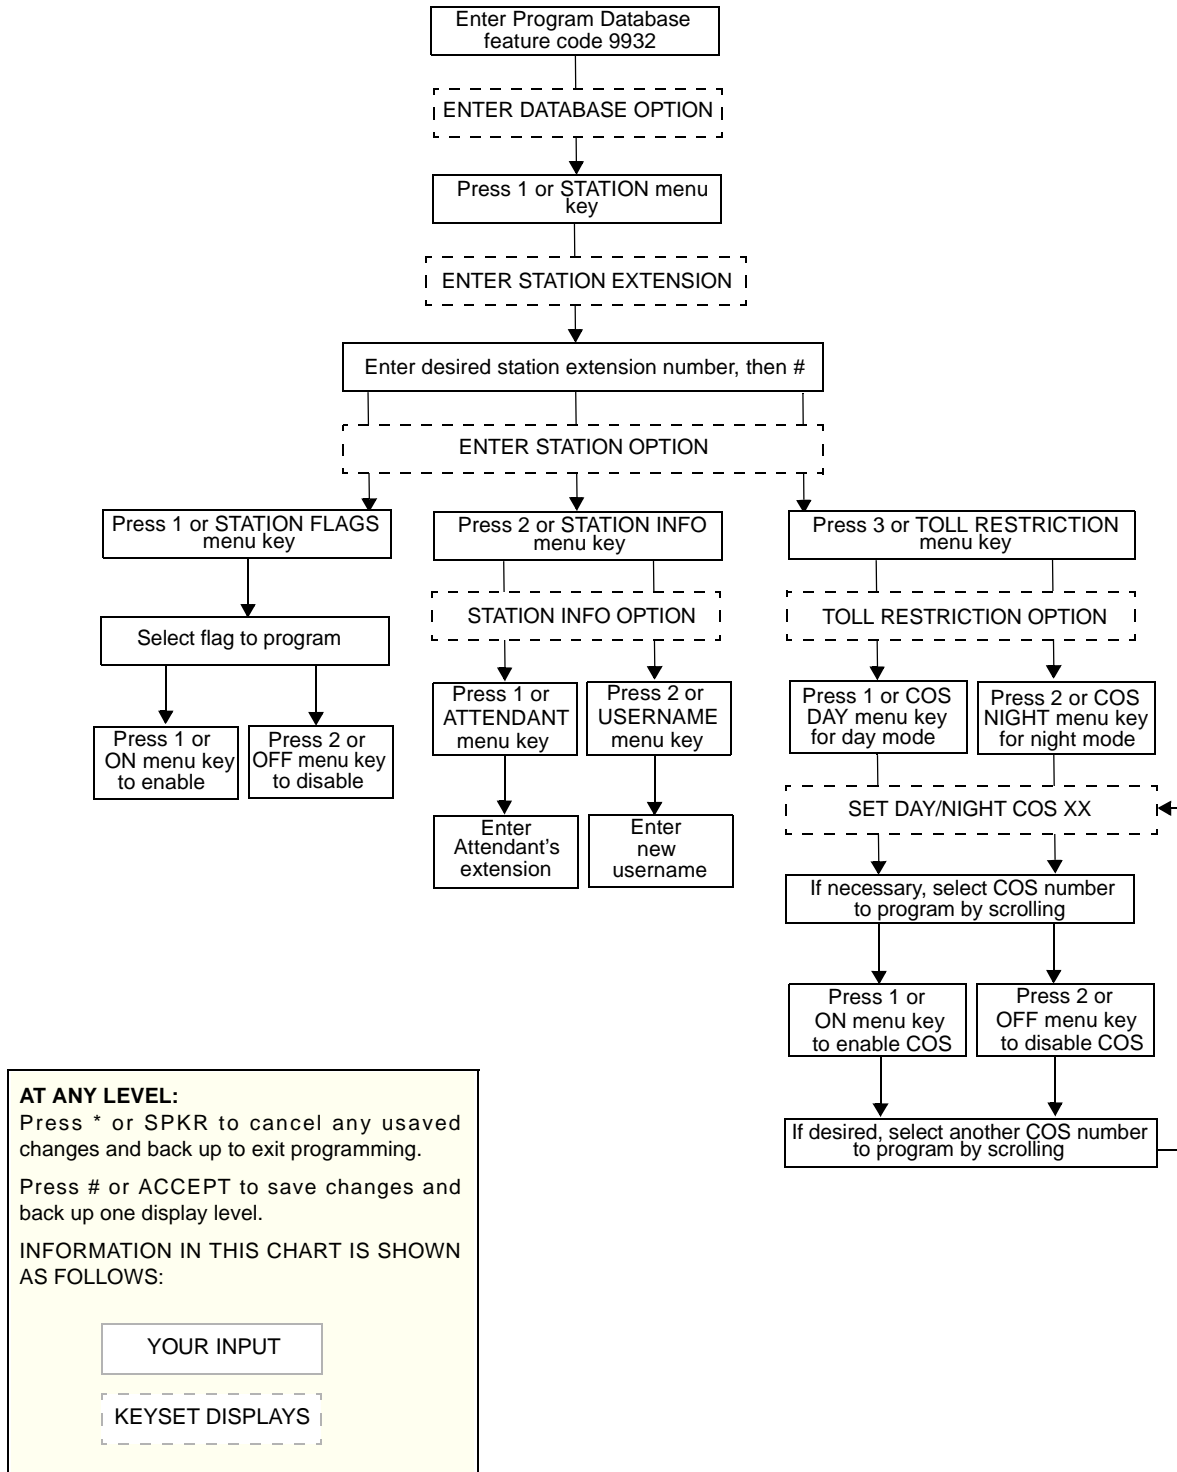 Enter Program Database
feature code 9932
ENTER DATABASE OPTION
Press 1 or STATION menu
key
ENTER STATION EXTENSION
Enter desired station extension number, then #
ENTER STATION OPTION
Press 1 or STATION FLAGS
menu key
Press 2 or STATION INFO
menu key
Press 3 or TOLL RESTRICTION
menu key
Select flag to program
STATION INFO OPTION
TOLL RESTRICTION OPTION
Press 1 or
ON menu key
to enable
Press 2 or
OFF menu key
to disable
Press 1 or
ATTENDANT
menu key
Press 2 or
USERNAME
menu key
Press 1 or COS
DAY menu key
for day mode
Press 2 or COS
NIGHT menu key
for night mode
Enter
Attendant's
extension
Enter
new
username
SET DAY/NIGHT COS XX
If necessary, select COS number
to program by scrolling
Press 1 or
ON menu key
to enable COS
Press 2 or
OFF menu key
to disable COS
If desired, select another COS number
to program by scrolling
AT ANY LEVEL:
Press * or SPKR to cancel any usaved
changes and back up to exit programming.
Press # or ACCEPT to save changes and
back up one display level.
INFORMATION IN THIS CHART IS SHOWN
AS FOLLOWS:
YOUR INPUT
KEYSET DISPLAYS